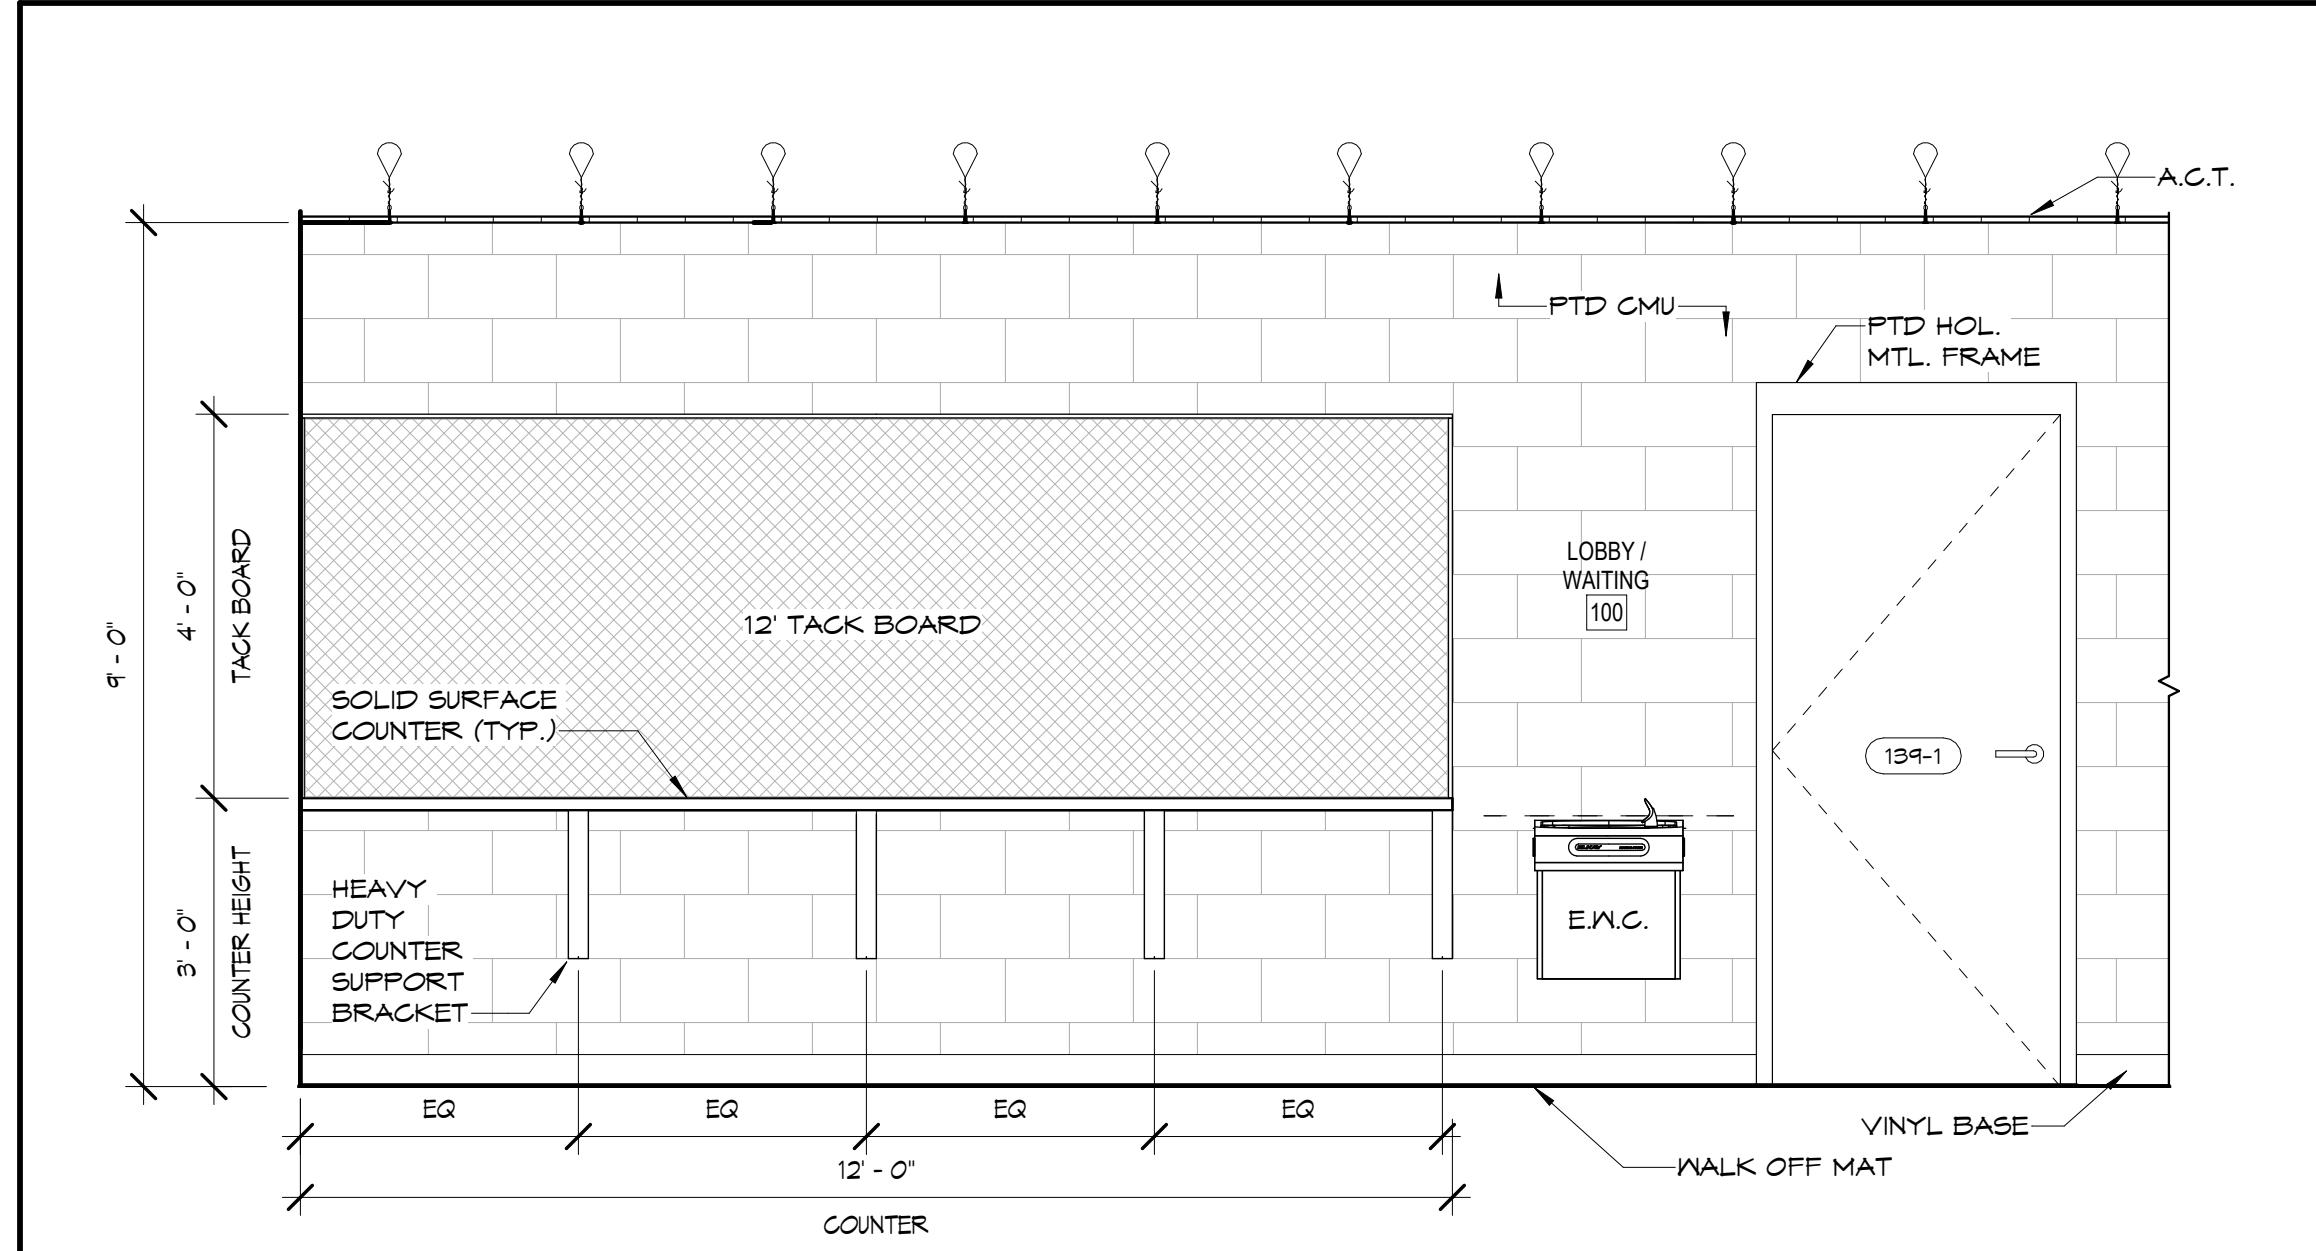 A.C.T.
PTD CMU
PTD HOL.
MTL. FRAME
9' - 0"
4' - 0"
TACK BOARD
LOBBY /
WAITING
100
12' TACK BOARD
SOLID SURFACE
COUNTER (TYP.)
139-1
3' - 0"
COUNTER HEIGHT
HEAVY
DUTY
COUNTER
SUPPORT
BRACKET
E.W.C.
EQ
EQ
EQ
EQ
VINYL BASE
12' - 0"
WALK OFF MAT
COUNTER